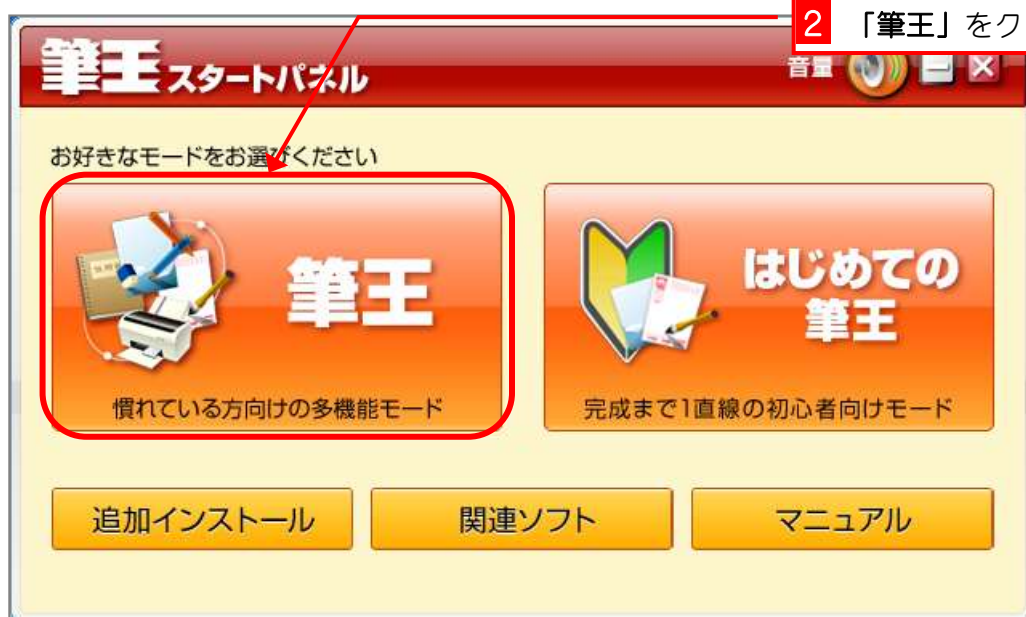 2 「筆王」をク
筆王 スタートパネル
音量
お好きなモードをお選びください
筆王
慣れている方向けの多機能モード
はじめての
筆王
完成まで1直線の初心者向けモード
追加インストール
関連ソフト
マニュアル